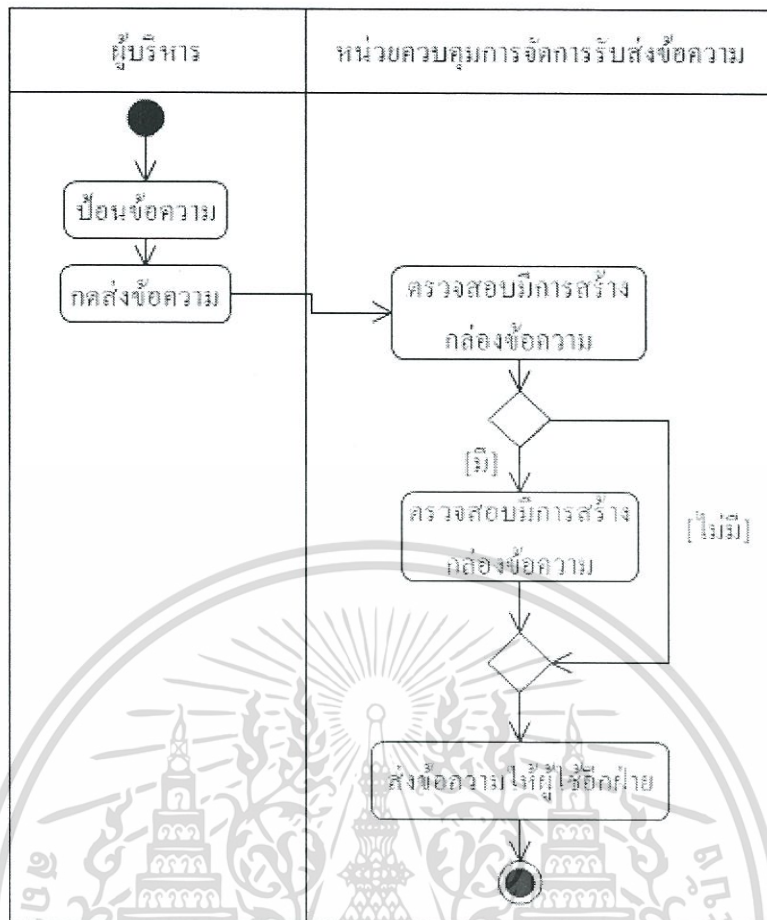 ผู้บริหาร
หน่วยควบคุมการจัดการรับส่งข้อความ
ป้อนข้อความ
กดส่งข้อความ
ตรวจสอบมีการสร้าง
กล่องข้อความ
[มี]
[ไม่มี]
ตรวจสอบมีการสร้าง
กล่องข้อความ
ส่งข้อความให้ผู้ใช้อีกฝ่าย